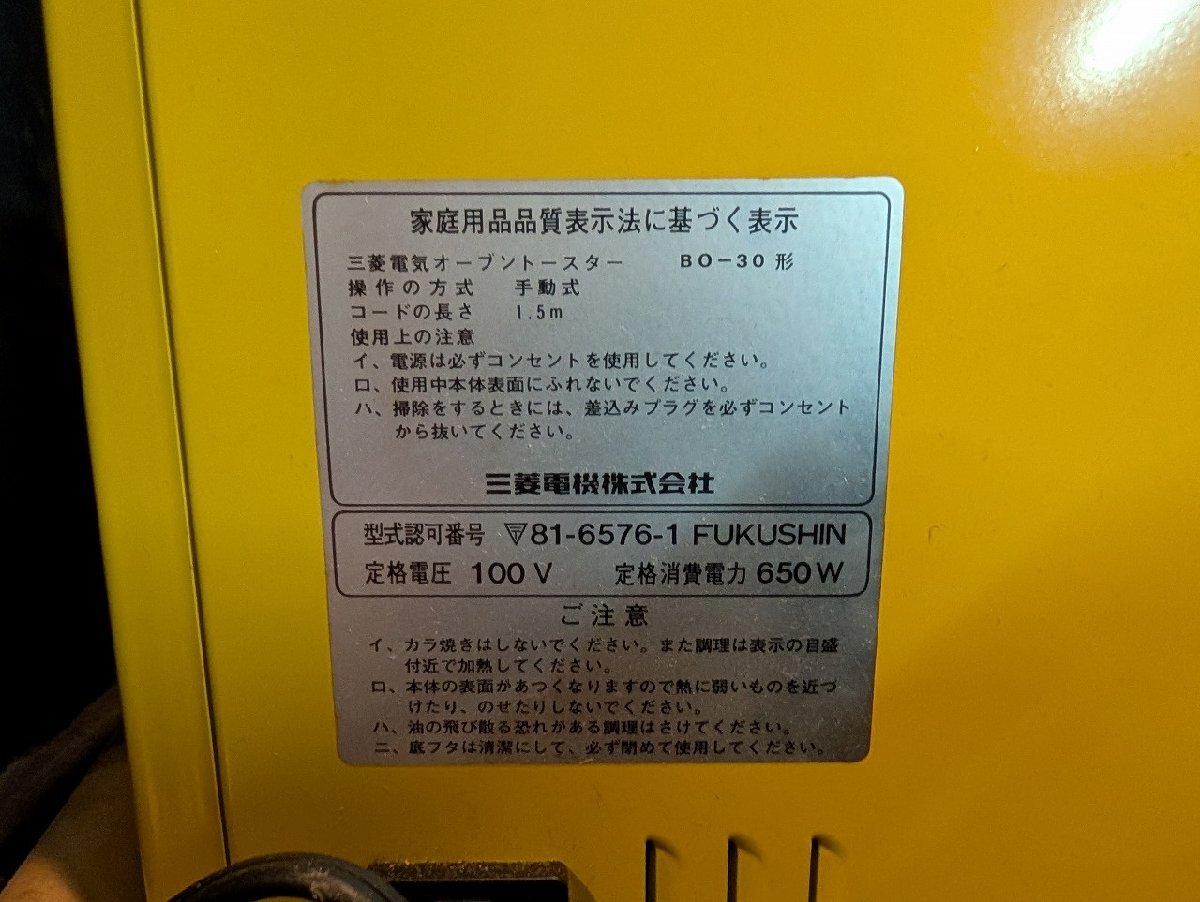 家庭用品品質表示法に基づく表示
三菱電気オーブントースター BO-30 形
操作の方式 手動式
コードの長さ 1.5m
使用上の注意
イ、電源は必ずコンセントを使用してください。
ロ、使用中本体表面にふれないでください。
ハ、掃除をするときには、差込みプラグを必ずコンセント
から抜いてください。
三菱電機株式会社
型式認可番号 81-6576-1 FUKUSHIN
定格電圧 100V 定格消費電力 650W
ご注意
イ、カラ焼きはしないでください。また調理は表示の目盛
付近で加熱してください。
ロ、本体の表面があつくなりますので熱に弱いものを近づ
けたり、のせたりしないでください。
ハ、油の飛び散る恐れがある調理はさけてください。
ニ、底フタは清潔にして、必ず閉めて使用してください。